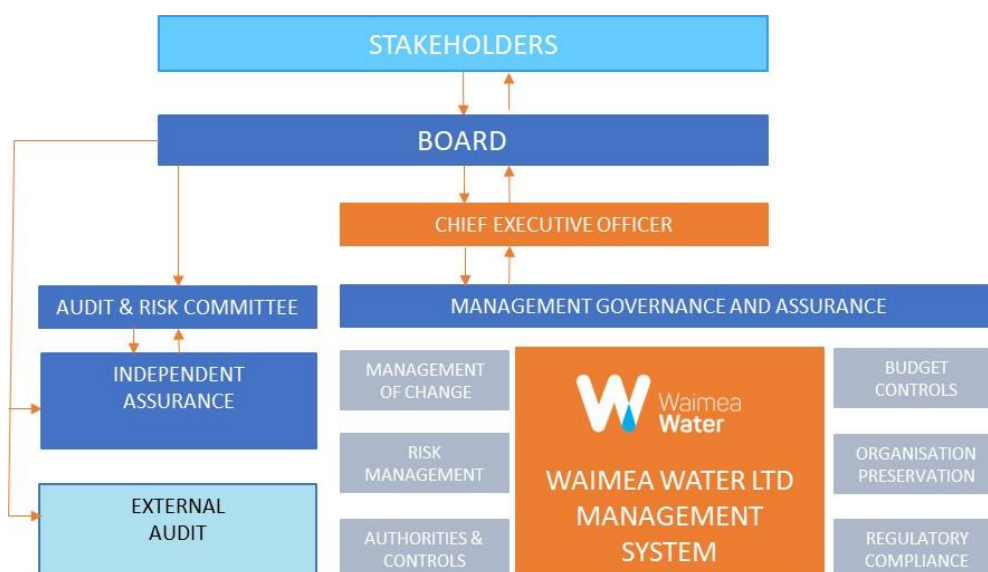 STAKEHOLDERS
BOARD
CHIEF EXECUTIVE OFFICER
AUDIT & RISK COMMITTEE
MANAGEMENT GOVERNANCE AND ASSURANCE
INDEPENDENT
ASSURANCE
EXTERNAL
AUDIT
MANAGEMENT
OF CHANGE
RISK
MANAGEMENT
AUTHORITIES &
CONTROLS
Waimea
Water
WAIMEA WATER LTD
MANAGEMENT
SYSTEM
BUDGET
CONTROLS
ORGANISATION
PRESERVATION
REGULATORY
COMPLIANCE